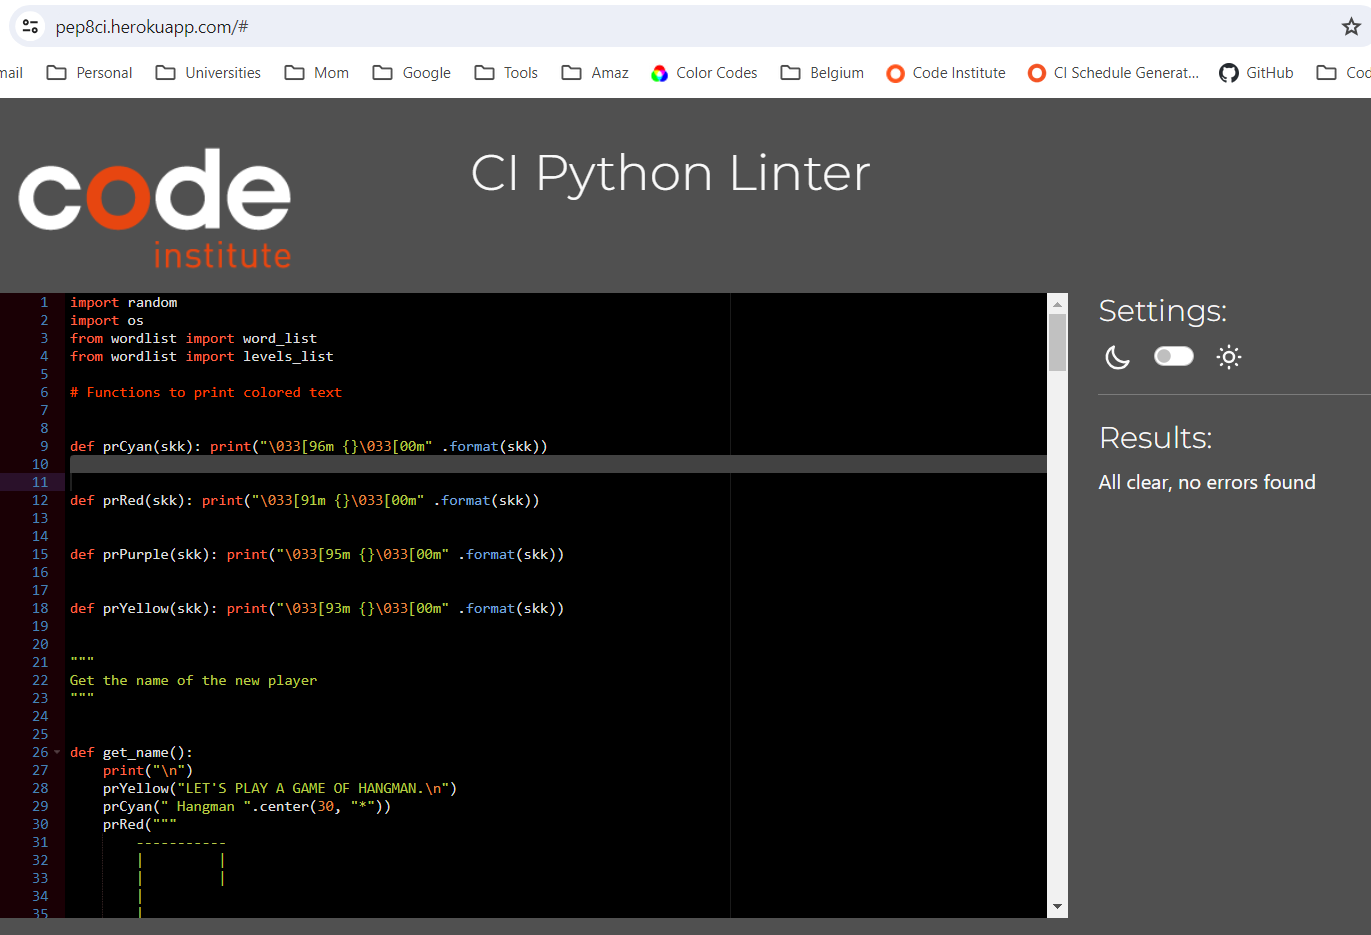 pep8ci.herokuapp.com/#
mail Personal Universities Mom Google Tools Amaz Color Codes Belgium Code Institute CI Schedule Generat... GitHub Cod
code
institute
CI Python Linter
1 import random
2 import os
3 from wordlist import word_list
4 from wordlist import levels_list
5
6 # Functions to print colored text
7
8
9 def prCyan(skk): print("\033[96m {}\033[00m" .format(skk))
10
11
12 def prRed(skk): print("\033[91m {}\033[00m" .format(skk))
13
14
15 def prPurple(skk): print("\033[95m {}\033[00m" .format(skk))
16
17
18 def prYellow(skk): print("\033[93m {}\033[00m" .format(skk))
19
20
21 """
22 Get the name of the new player
23 """
24
25
26 def get_name():
27     print("\n")
28     prYellow("LET'S PLAY A GAME OF HANGMAN.\n")
29     prCyan(" Hangman ".center(30, "*"))
30     prRed("""
31         -----------
32         |         |
33         |         |
34         |
35         |
Settings:
Results:
All clear, no errors found